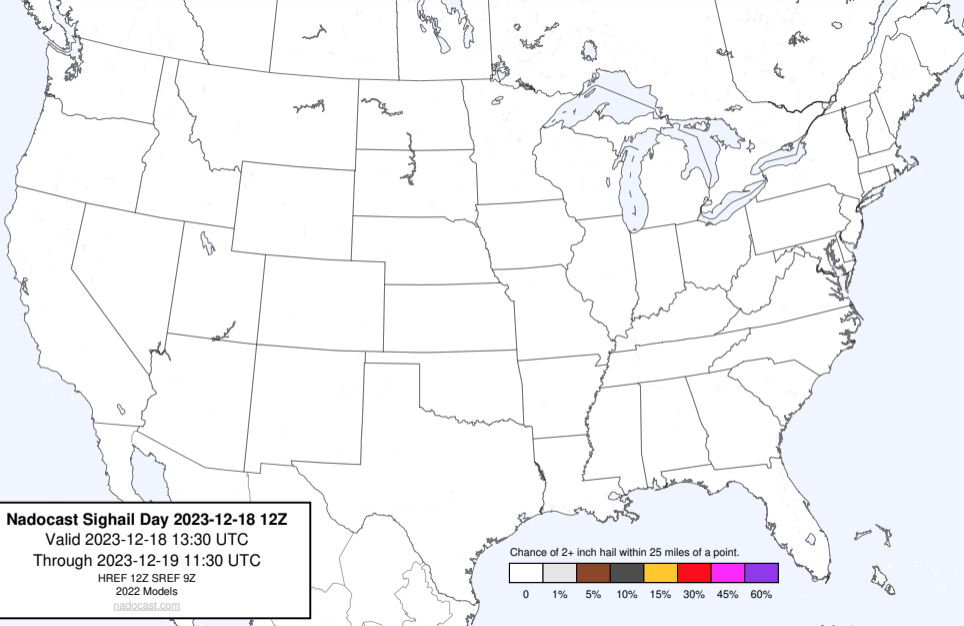 Nadocast Sighail Day 2023-12-18 12Z
Valid 2023-12-18 13:30 UTC
Through 2023-12-19 11:30 UTC
HREF 12Z SREF 9Z
2022 Models
nadocast.com
Chance of 2+ inch hail within 25 miles of a point.
0 1% 5% 10% 15% 30% 45% 60%